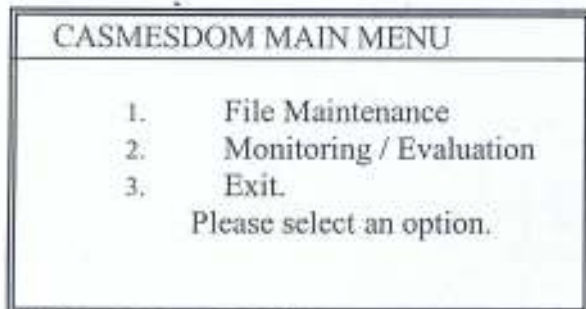 CASMESDOM MAIN MENU
1. File Maintenance
2. Monitoring / Evaluation
3. Exit.
Please select an option.